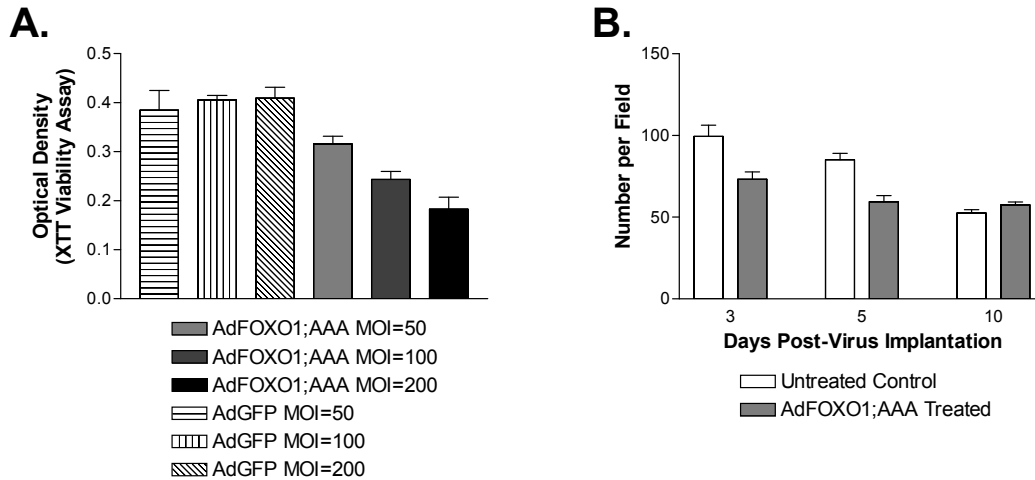 A.
Optical Density
(XTT Viability Assay)
0.5
0.4
0.3
0.2
0.1
0.0
AdFOXO1;AAA MOI=50
AdFOXO1;AAA MOI=100
AdFOXO1;AAA MOI=200
AdGFP MOI=50
AdGFP MOI=100
AdGFP MOI=200
B.
Number per Field
150
100
50
0
3 5 10
Days Post-Virus Implantation
Untreated Control
AdFOXO1;AAA Treated